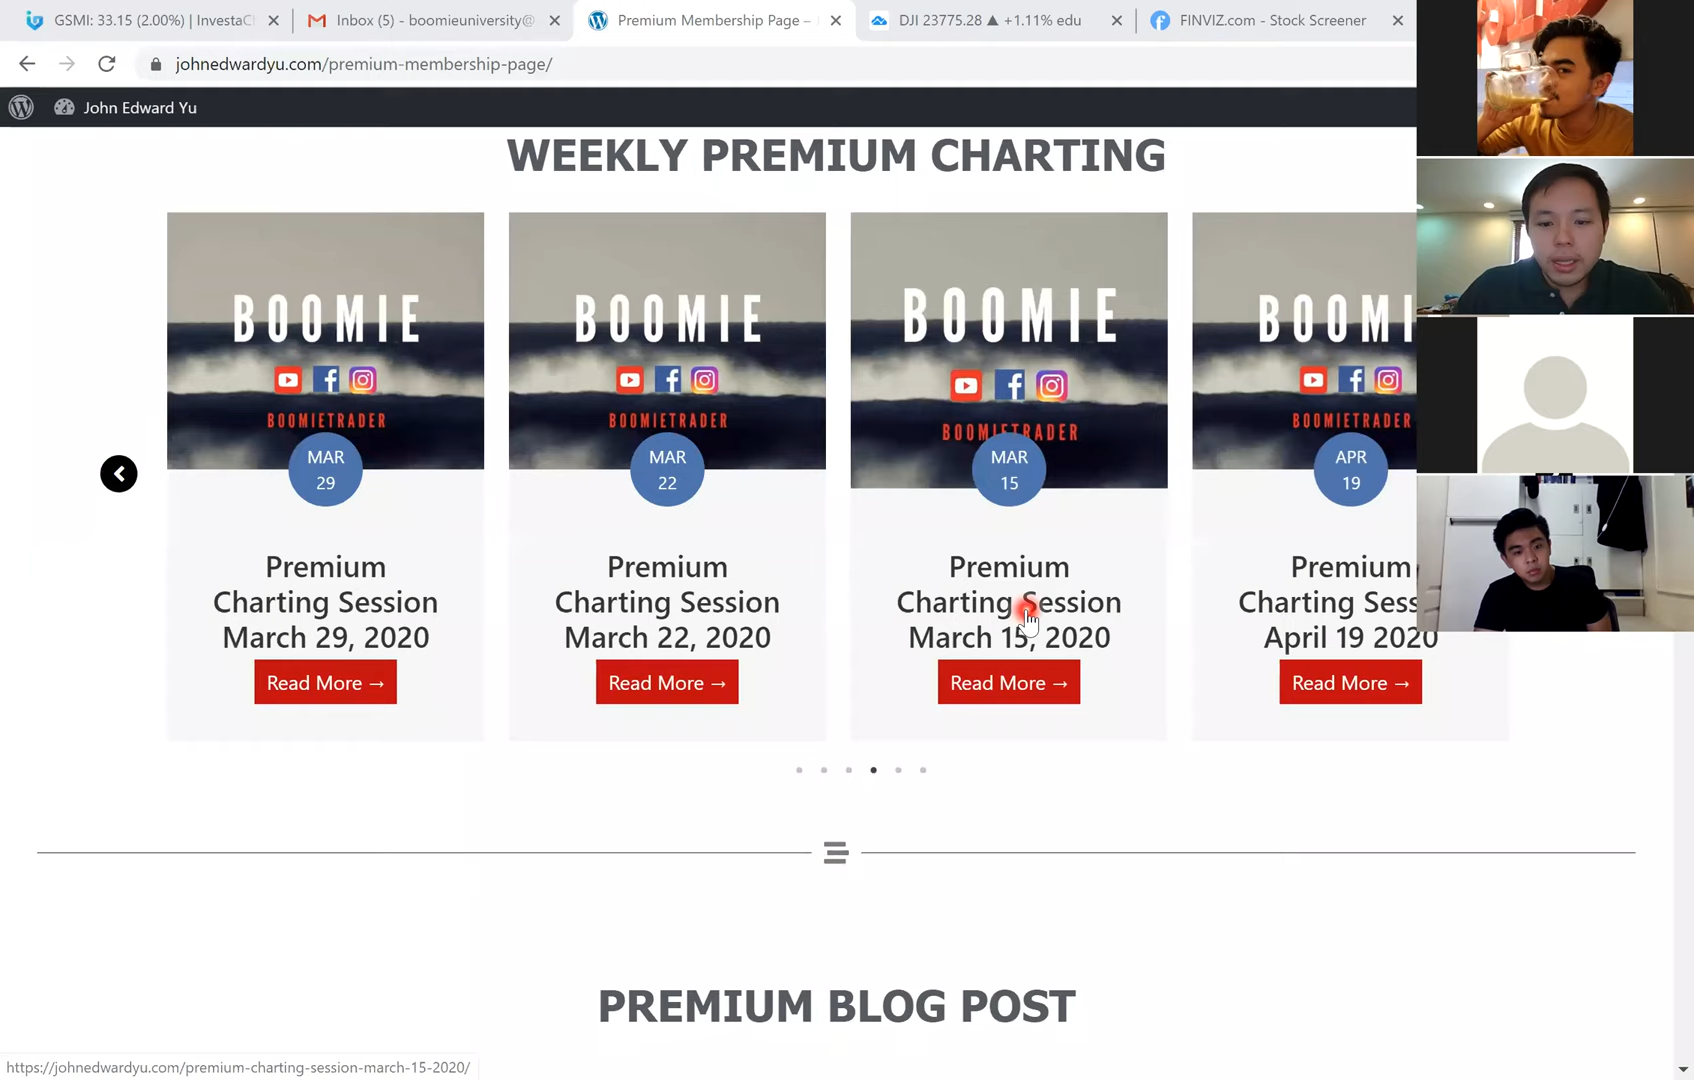 GSMI: 33.15 (2.00%) | InvestaC
Inbox (5) - boomieuniversity@
Premium Membership Page –
DJI 23775.28 ▲ +1.11% edu
FINVIZ.com - Stock Screener
johnedwardyu.com/premium-membership-page/
John Edward Yu
WEEKLY PREMIUM CHARTING
BOOMIE
BOOMIETRADER
MAR
29
Premium
Charting Session
March 29, 2020
Read More →
BOOMIE
BOOMIETRADER
MAR
22
Premium
Charting Session
March 22, 2020
Read More →
BOOMIE
BOOMIETRADER
MAR
15
Premium
Charting Session
March 15, 2020
Read More →
BOOMI
BOOMIETRADER
APR
19
Premium
Charting Sess
April 19 2020
Read More →
PREMIUM BLOG POST
https://johnedwardyu.com/premium-charting-session-march-15-2020/